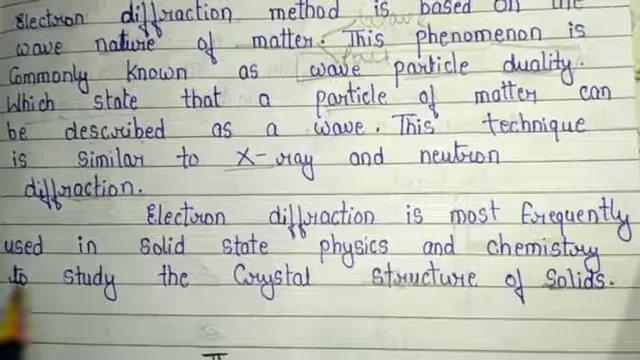 Electron diffraction method is based on the
wave
wave nature of matter. This phenomenon is
Commonly known as wave particle duality.
Which state that a particle of matter can
be described as a wave. This technique
is similar to X-ray and neutron
diffraction.
Electron diffraction is most frequently
used in solid state physics and chemistry
to study the Crystal structure of Solids.